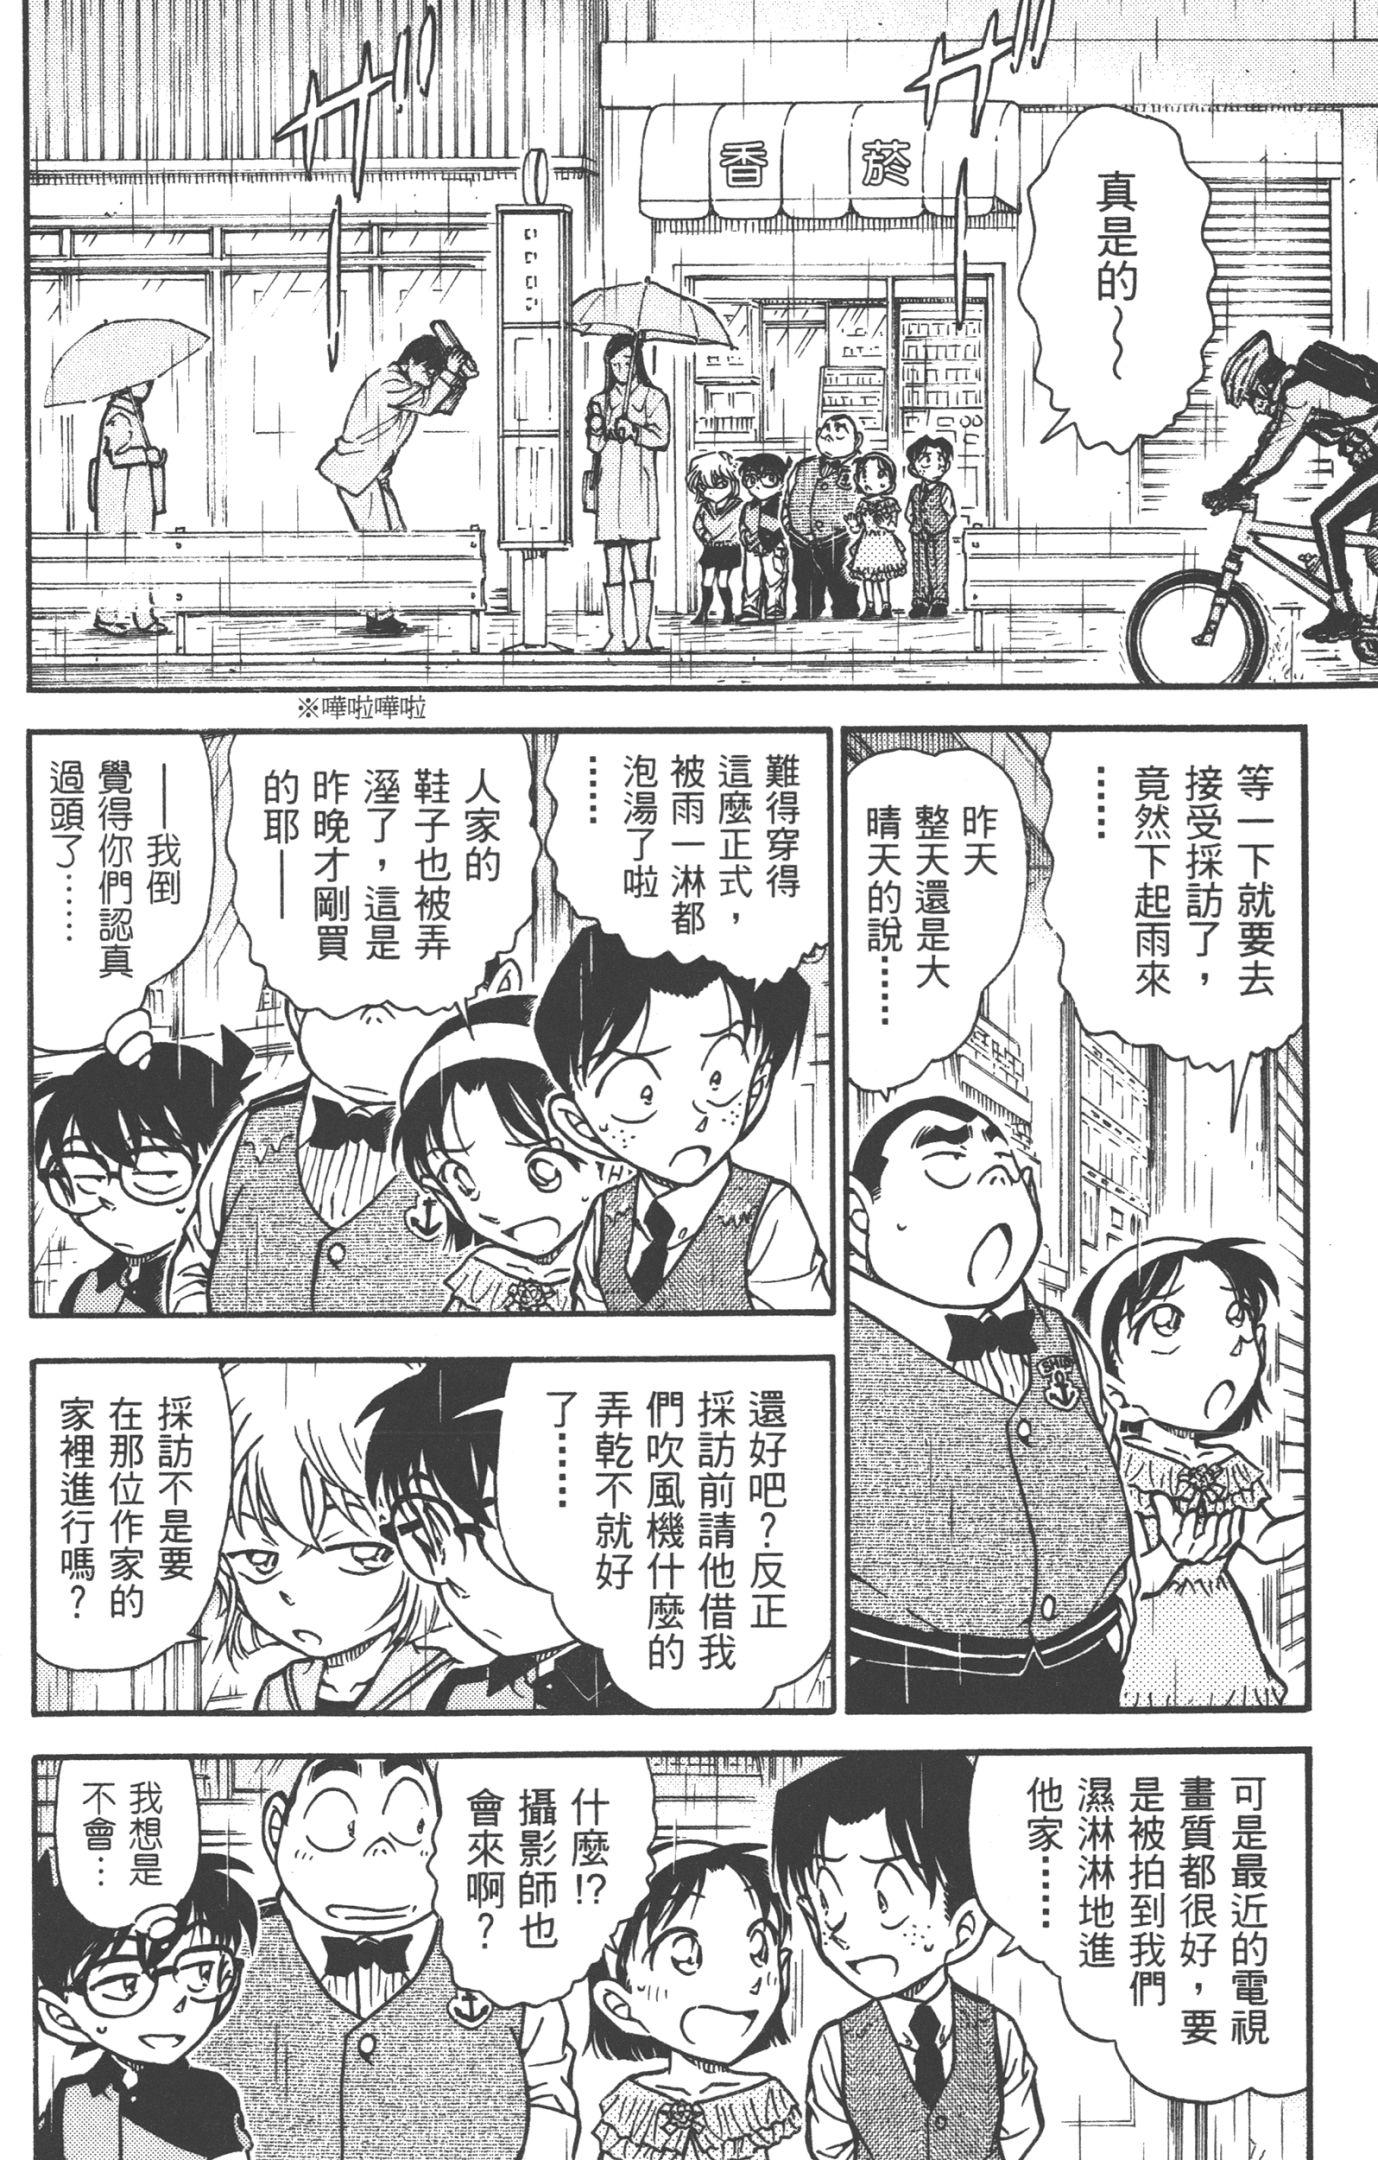 ザ!!
ザ!!
香菸
真是的~
※嘩啦嘩啦
等一下就要去
接受採訪了，
竟然下起雨來
……
昨天
整天還是大
晴天的說……
難得穿得
這麼正式，
被雨一淋都
泡湯了啦
……
人家的
鞋子也被弄
溼了，這是
昨晚才剛買
的耶—
—我倒
覺得你們認真
過頭了……
SHIP
還好吧？反正
採訪前請他借我
們吹風機什麼的
弄乾不就好
了……
採訪不是要
在那位作家的
家裡進行嗎？
可是最近的電視
畫質都很好，要
是被拍到我們
濕淋淋地進
他家……
什麼!?
攝影師也
會來啊？
我想是
不會…